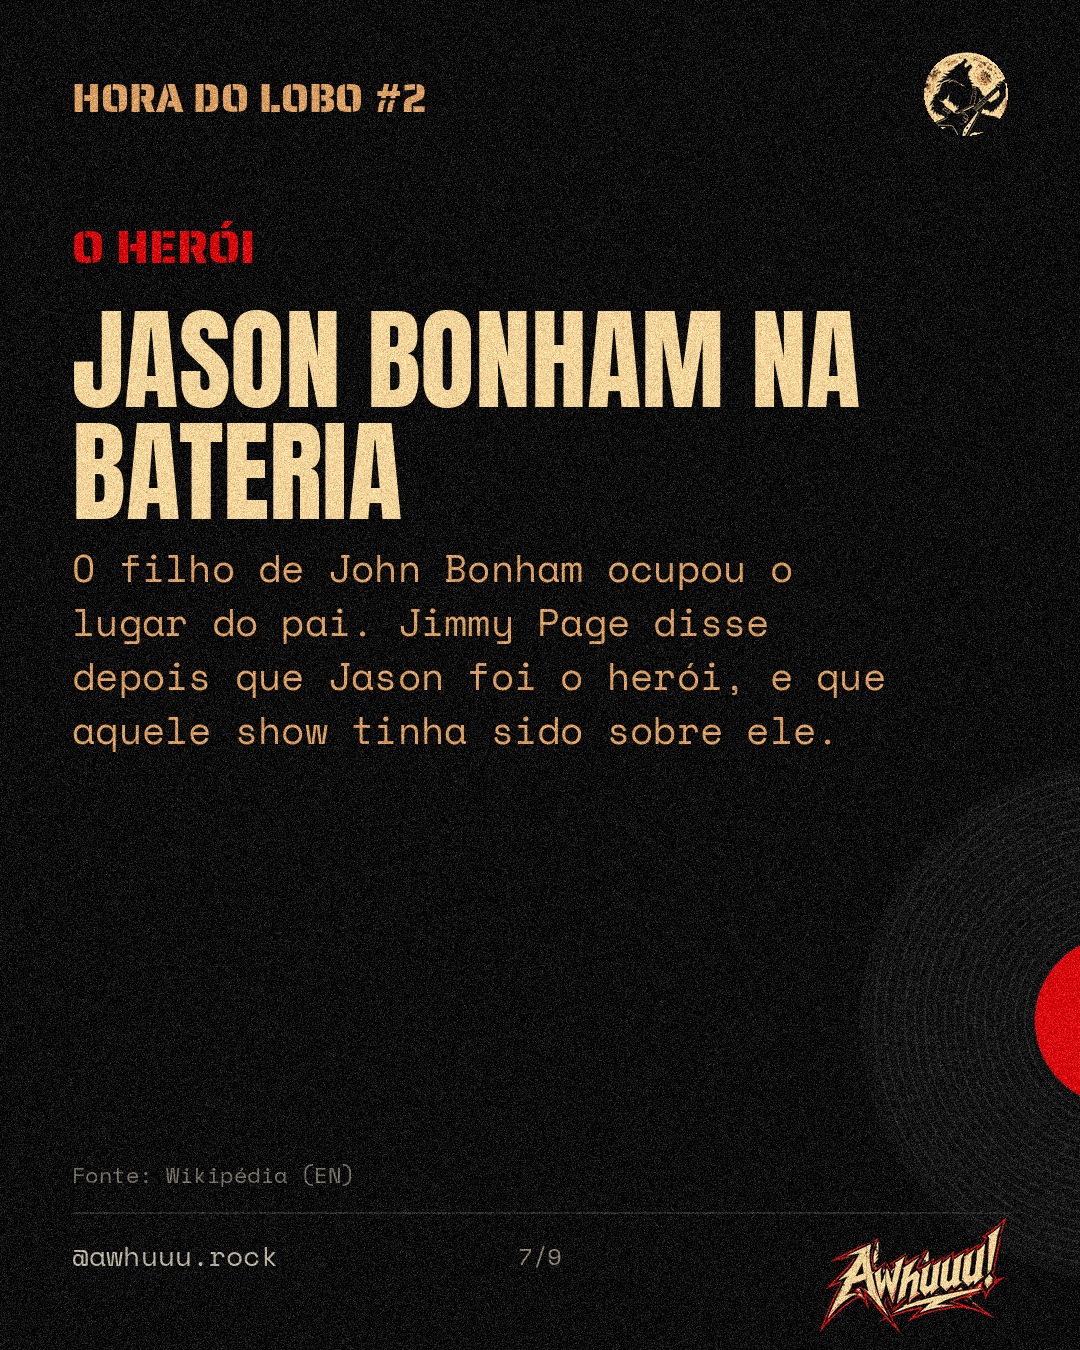 HORA DO LOBO #2
O HERÓI
JASON BONHAM NA
BATERIA
O filho de John Bonham ocupou o
lugar do pai. Jimmy Page disse
depois que Jason foi o herói, e que
aquele show tinha sido sobre ele.
Fonte: Wikipédia (EN)
@awhuuu.rock
7/9
Awhuuu!